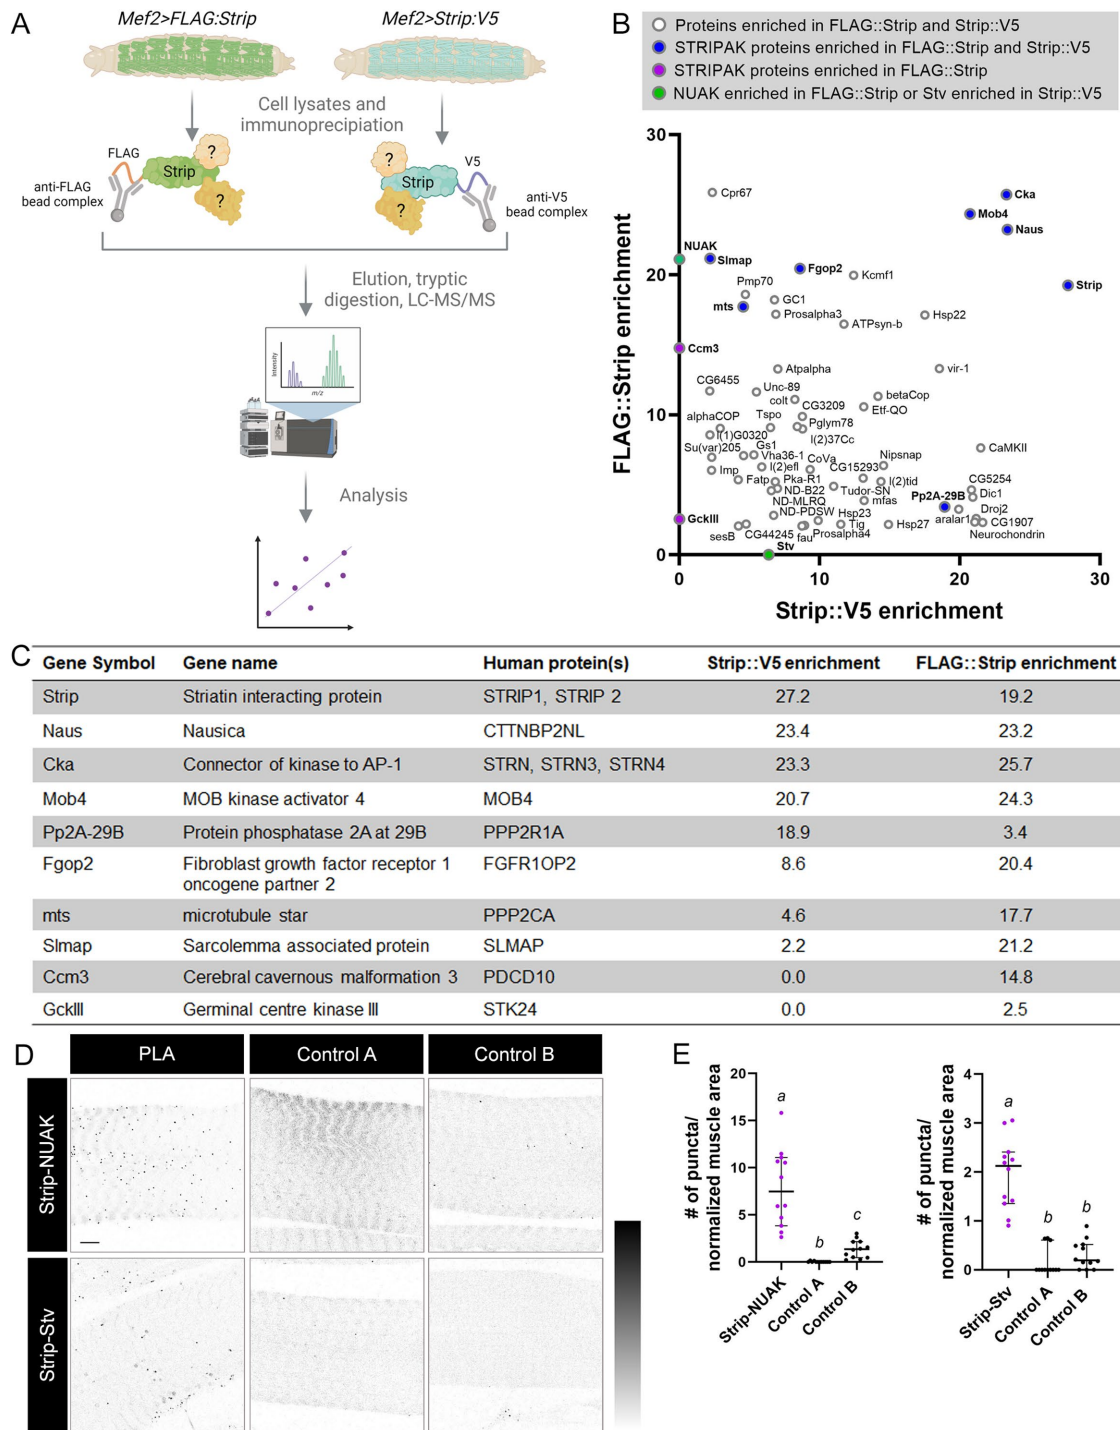 A
Mef2>FLAG:Strip
Mef2>Strip:V5
Cell lysates and
immunoprecipiation
FLAG
Strip
?
?
anti-FLAG
bead complex
?
Strip
?
V5
anti-V5
bead complex
Elution, tryptic
digestion, LC-MS/MS
Intensity
m/z
Analysis
B
Proteins enriched in FLAG::Strip and Strip::V5
STRIPAK proteins enriched in FLAG::Strip and Strip::V5
STRIPAK proteins enriched in FLAG::Strip
NUAK enriched in FLAG::Strip or Stv enriched in Strip::V5
FLAG::Strip enrichment
30
20
10
0
Cpr67
Cka
Mob4
Naus
NUAK
Slmap
Fgop2
Kcmf1
Strip
Pmp70
mts
GC1
Prosalpha3
ATPsyn-b
Hsp22
Ccm3
Atpalpha
vir-1
CG6455
Unc-89
colt
betaCop
Etf-QO
CG3209
alphaCOP
Tspo
Pglym78
l(1)G0320
l(2)37Cc
Su(var)205
Gs1
CaMKII
Vha36-1
CoVa
Nipsnap
Imp
l(2)efl
CG15293
Fatp
Pka-R1
l(2)tid
CG5254
ND-B22
Tudor-SN
Pp2A-29B
Dic1
ND-MLRQ
mfas
GckIII
ND-PDSW
Hsp23
aralar1
Droj2
sesB
CG44245
fau
Prosalpha4
Tig
Hsp27
CG1907
Neurochondrin
Stv
0
10
20
30
Strip::V5 enrichment
C
Gene Symbol Gene name Human protein(s) Strip::V5 enrichment FLAG::Strip enrichment
Strip Striatin interacting protein STRIP1, STRIP 2 27.2 19.2
Naus Nausica CTTNBP2NL 23.4 23.2
Cka Connector of kinase to AP-1 STRN, STRN3, STRN4 23.3 25.7
Mob4 MOB kinase activator 4 MOB4 20.7 24.3
Pp2A-29B Protein phosphatase 2A at 29B PPP2R1A 18.9 3.4
Fgop2 Fibroblast growth factor receptor 1 FGFR1OP2 8.6 20.4
oncogene partner 2
mts microtubule star PPP2CA 4.6 17.7
Slmap Sarcolemma associated protein SLMAP 2.2 21.2
Ccm3 Cerebral cavernous malformation 3 PDCD10 0.0 14.8
GckIII Germinal centre kinase III STK24 0.0 2.5
D
PLA
Control A
Control B
Strip-NUAK
Strip-Stv
E
# of puncta/
normalized muscle area
20
15
10
5
0
a
b
c
Strip-NUAK
Control A
Control B
# of puncta/
normalized muscle area
4
3
2
1
0
a
b
b
Strip-Stv
Control A
Control B